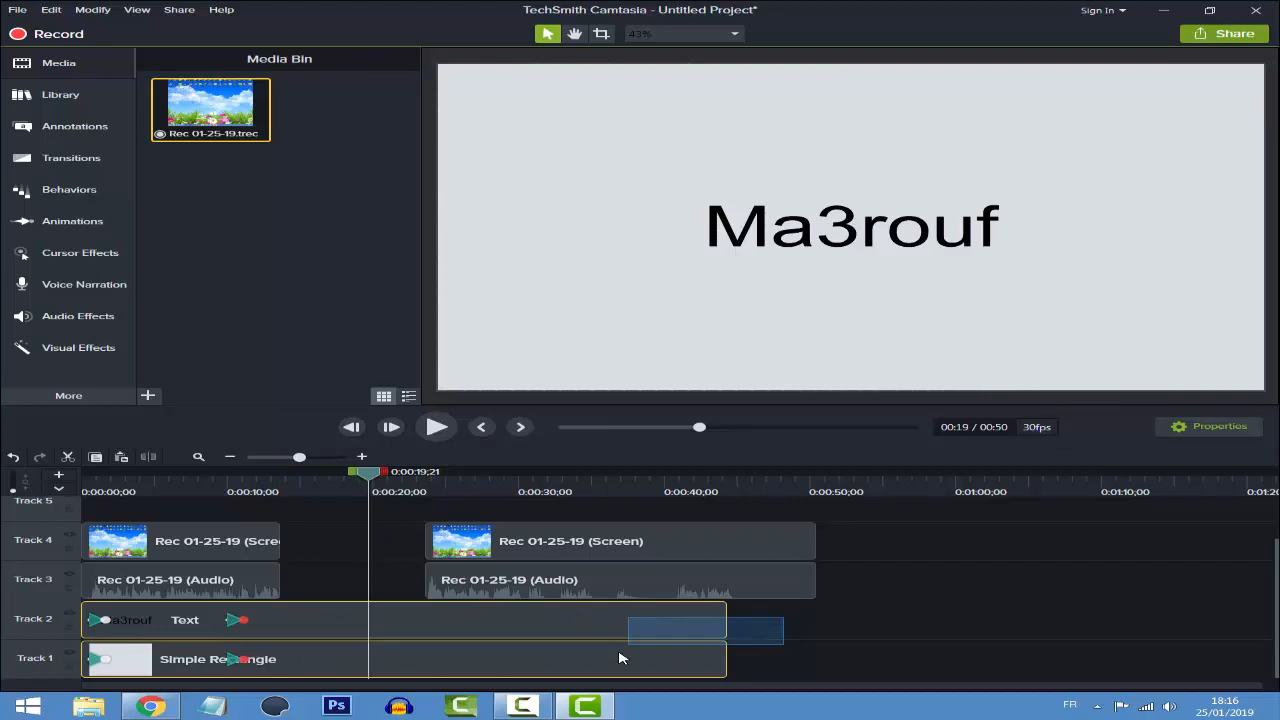 File Edit Modify View Share Help
TechSmith Camtasia - Untitled Project*
Sign In
Record
43%
Share
Media
Library
Annotations
Transitions
Behaviors
Animations
Cursor Effects
Voice Narration
Audio Effects
Visual Effects
More
Media Bin
Rec 01-25-19.trec
Ma3rouf
00:19 / 00:50
30fps
Properties
0:00:19;21
0:00:00;00 0:00:10;00 0:00:20;00 0:00:30;00 0:00:40;00 0:00:50;00 0:01:00;00 0:01:10;00 0:01:20
Track 5
Track 4
Rec 01-25-19 (Scree
Rec 01-25-19 (Screen)
Track 3
Rec 01-25-19 (Audio)
Rec 01-25-19 (Audio)
Track 2
a3rouf
Text
Track 1
Simple Rectangle
Ps
FR
18:16
25/01/2019